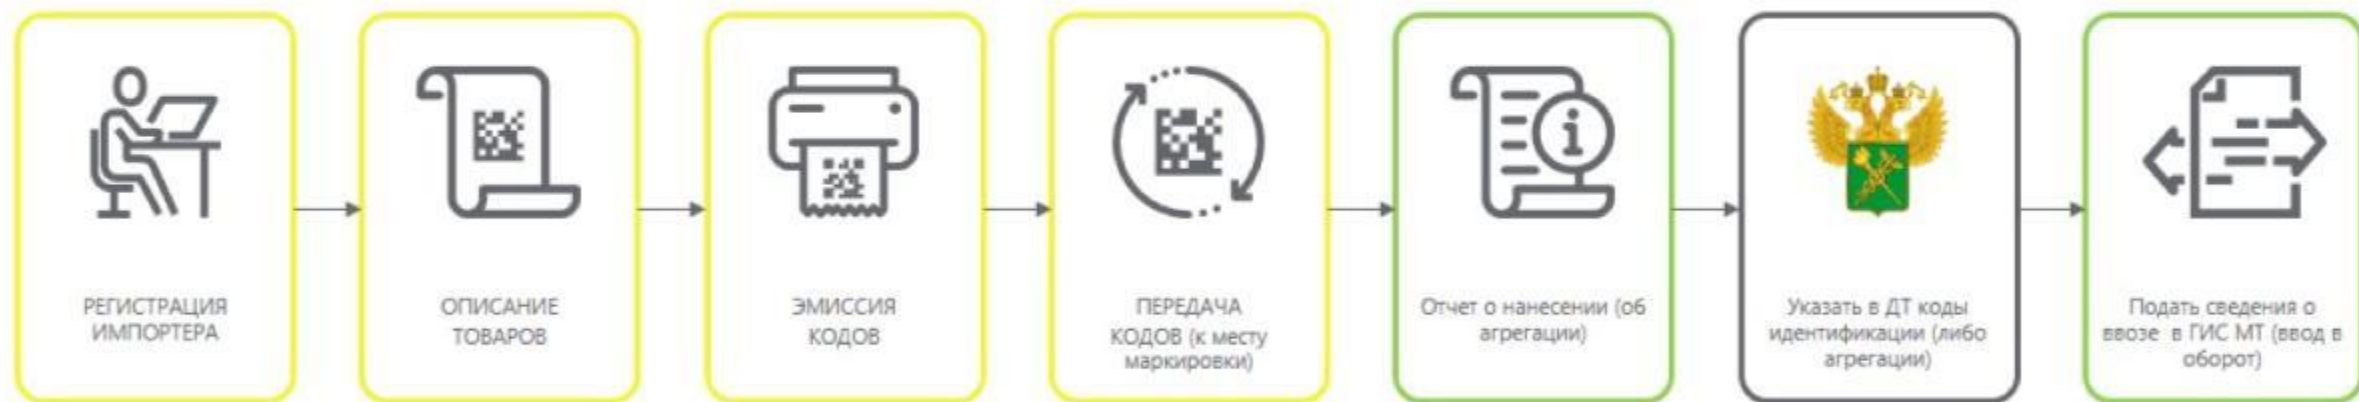 РЕГИСТРАЦИЯ
ИМПОРТЕРА
ОПИСАНИЕ
ТОВАРОВ
ЭМИССИЯ
КОДОВ
ПЕРЕДАЧА
КОДОВ (к месту
маркировки)
Отчет о нанесении (об
агрегации)
Указать в ДТ коды
идентификации (либо
агрегации)
Подать сведения о
ввозе в ГИС МТ (ввод в
оборот)